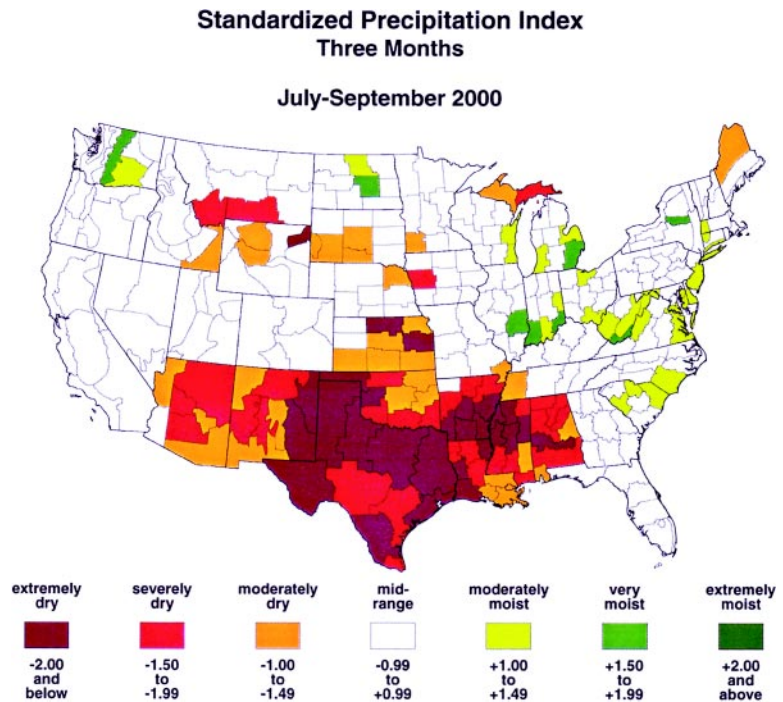 Standardized Precipitation Index
Three Months
July-September 2000
extremely dry
severely dry
moderately dry
mid-range
moderately moist
very moist
extremely moist
-2.00 and below
-1.50 to -1.99
-1.00 to -1.49
-0.99 to +0.99
+1.00 to +1.49
+1.50 to +1.99
+2.00 and above